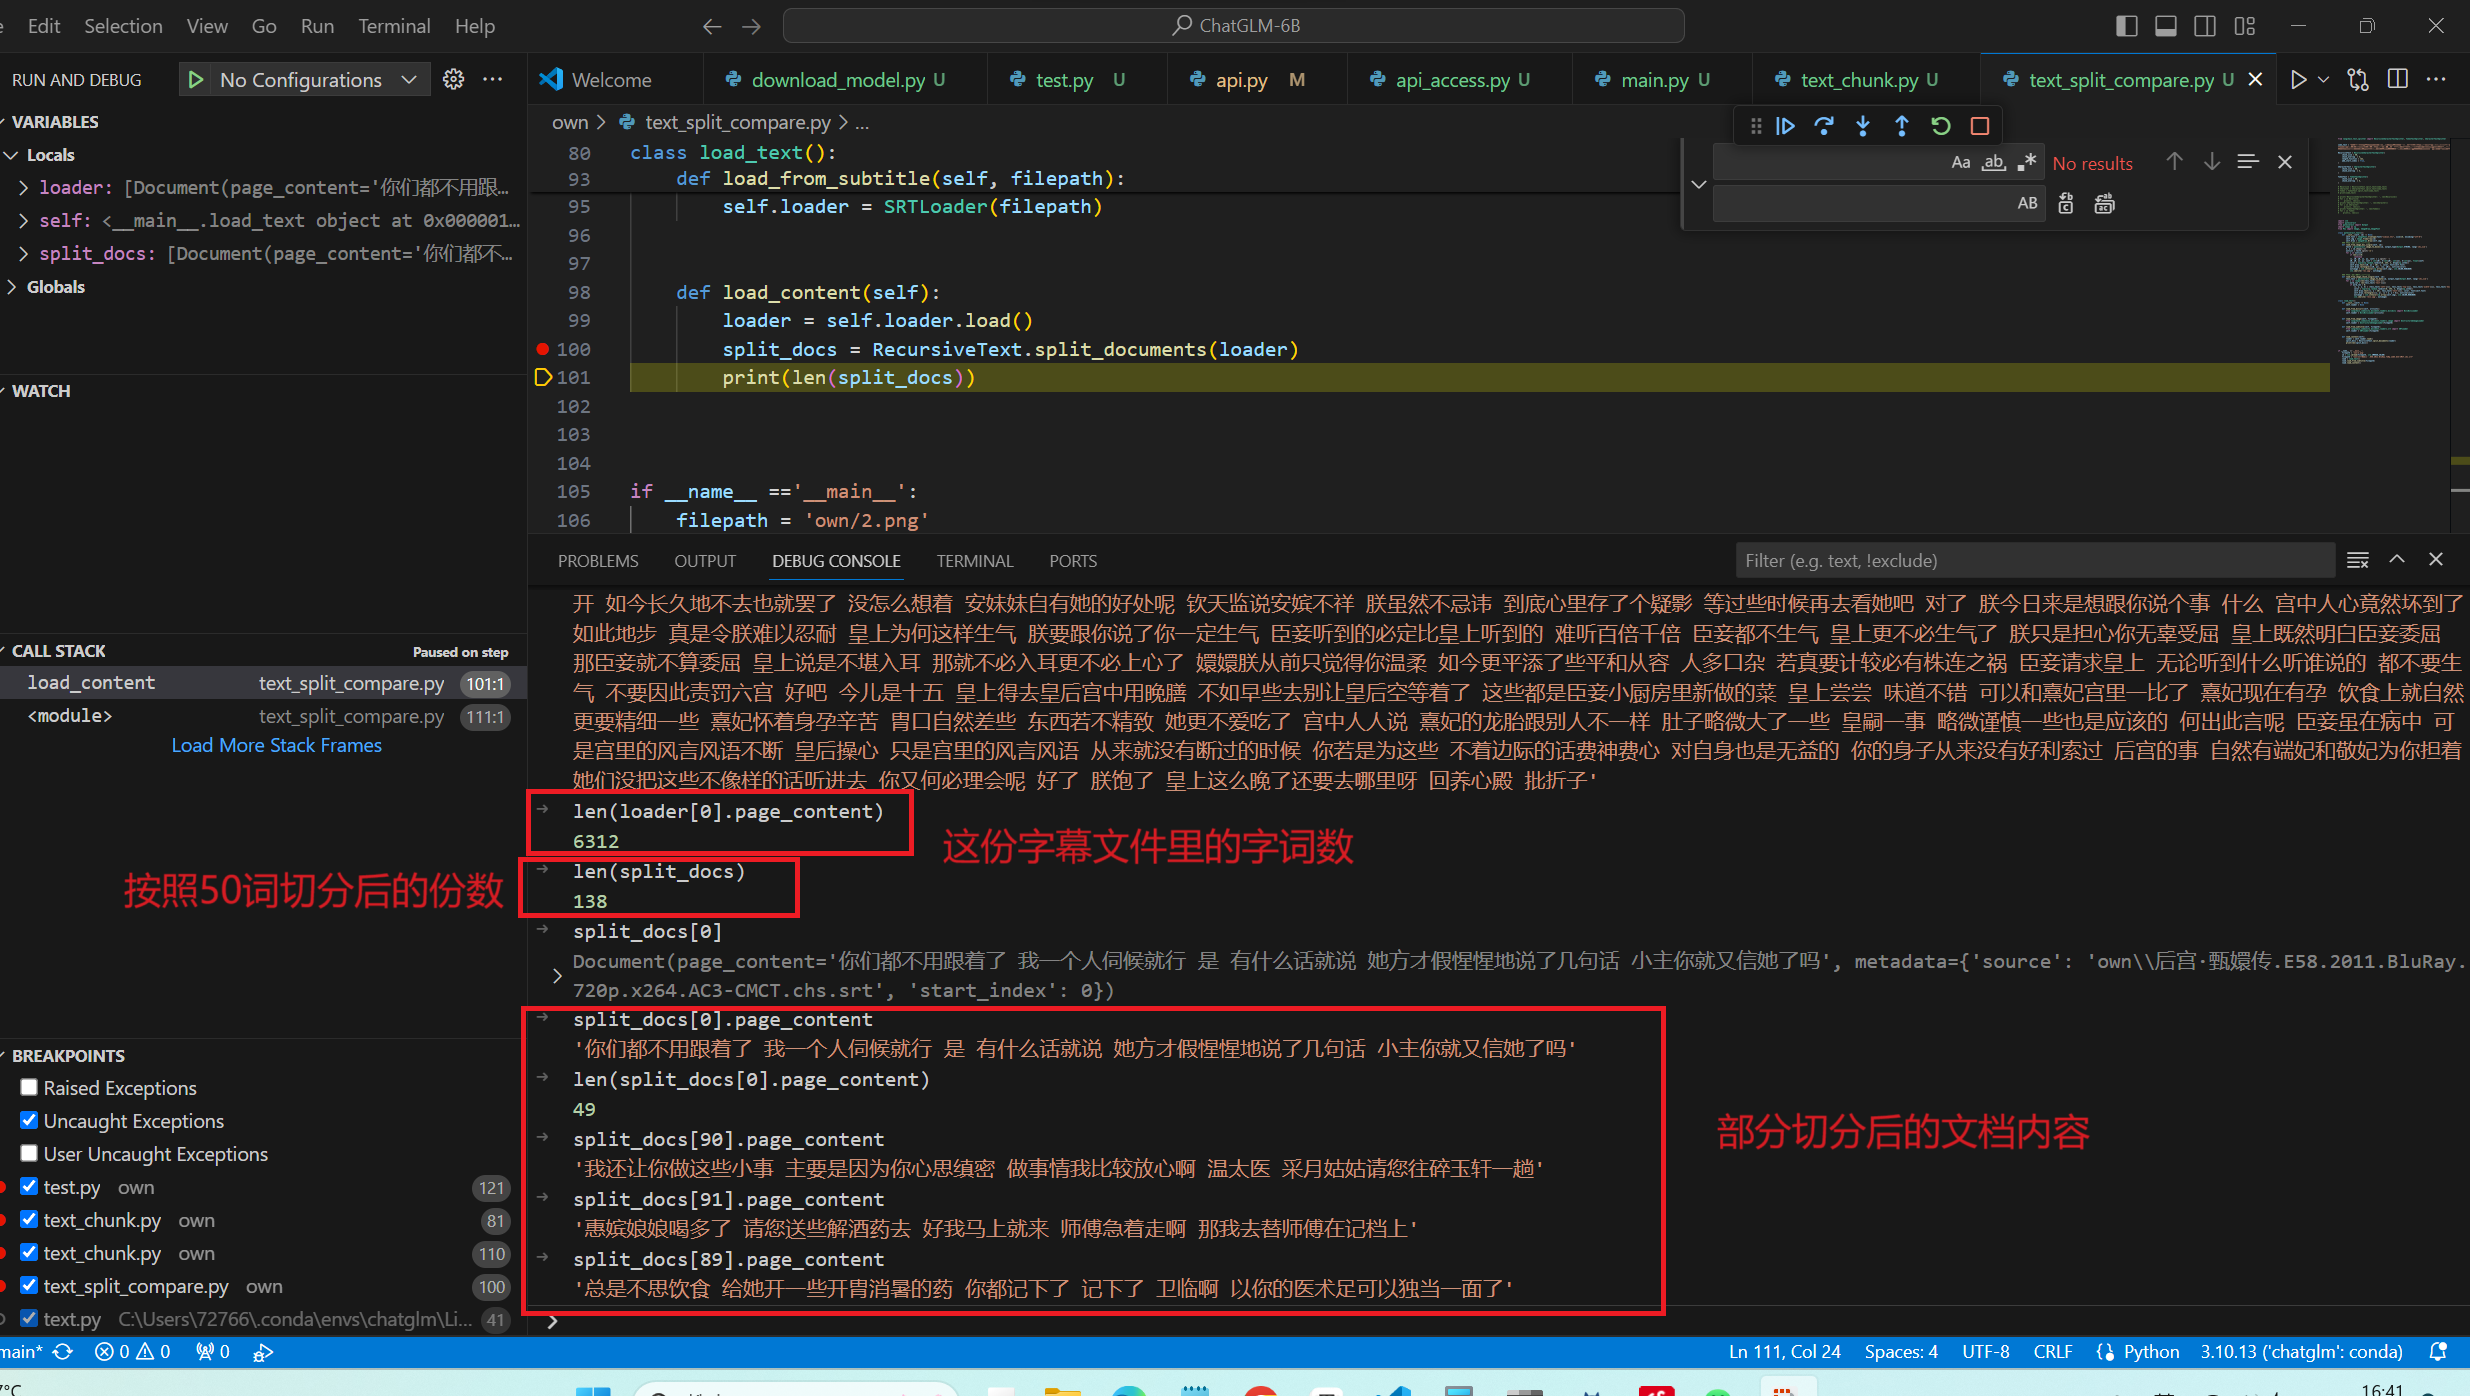 Edit Selection View Go Run Terminal Help
ChatGLM-6B
RUN AND DEBUG
No Configurations
Welcome
download_model.py U
test.py U
api.py M
api_access.py U
main.py U
text_chunk.py U
text_split_compare.py U
own > text_split_compare.py > ...
VARIABLES
Locals
loader: [Document(page_content='你们都不用跟...
self: <__main__.load_text object at 0x000001...
split_docs: [Document(page_content='你们都不...
Globals
WATCH
CALL STACK
Paused on step
load_content text_split_compare.py 101:1
<module> text_split_compare.py 111:1
Load More Stack Frames
BREAKPOINTS
Raised Exceptions
Uncaught Exceptions
User Uncaught Exceptions
test.py own 121
text_chunk.py own 81
text_chunk.py own 110
text_split_compare.py own 100
text.py C:\Users\72766\.conda\envs\chatglm\Li... 41
80 class load_text():
93 def load_from_subtitle(self, filepath):
95 self.loader = SRTLoader(filepath)
96
97
98 def load_content(self):
99 loader = self.loader.load()
100 split_docs = RecursiveText.split_documents(loader)
101 print(len(split_docs))
102
103
104
105 if __name__ =='__main__':
106 filepath = 'own/2.png'
Aa ab .* No results
AB
PROBLEMS OUTPUT DEBUG CONSOLE TERMINAL PORTS
Filter (e.g. text, !exclude)
开 如今长久地不去也就罢了 没怎么想着 安妹妹自有她的好处呢 钦天监说安嫔不祥 朕虽然不忌讳 到底心里存了个疑影 等过些时候再去看她吧 对了 朕今日来是想跟你说个事 什么 宫中人心竟然坏到了
如此地步 真是令朕难以忍耐 皇上为何这样生气 朕要跟你说了你一定生气 臣妾听到的必定比皇上听到的 难听百倍千倍 臣妾都不生气 皇上更不必生气了 朕只是担心你无辜受屈 皇上既然明白臣妾委屈
那臣妾就不算委屈 皇上说是不堪入耳 那就不必入耳更不必上心了 嬛嬛朕从前只觉得你温柔 如今更平添了些平和从容 人多口杂 若真要计较必有株连之祸 臣妾请求皇上 无论听到什么听谁说的 都不要生
气 不要因此责罚六宫 好吧 今儿是十五 皇上得去皇后宫中用晚膳 不如早些去别让皇后空等着了 这些都是臣妾小厨房里新做的菜 皇上尝尝 味道不错 可以和熹妃宫里一比了 熹妃现在有孕 饮食上就自然
更要精细一些 熹妃怀着身孕辛苦 胃口自然差些 东西若不精致 她更不爱吃了 宫中人人说 熹妃的龙胎跟别人不一样 肚子略微大了一些 皇嗣一事 略微谨慎一些也是应该的 何出此言呢 臣妾虽在病中 可
是宫里的风言风语不断 皇后操心 只是宫里的风言风语 从来就没有断过的时候 你若是为这些 不着边际的话费神费心 对自身也是无益的 你的身子从来没有好利索过 后宫的事 自然有端妃和敬妃为你担着
她们没把这些不像样的话听进去 你又何必理会呢 好了 朕饱了 皇上这么晚了还要去哪里呀 回养心殿 批折子'
len(loader[0].page_content)
6312
这份字幕文件里的字词数
len(split_docs)
138
按照50词切分后的份数
split_docs[0]
Document(page_content='你们都不用跟着了 我一个人伺候就行 是 有什么话就说 她方才假惺惺地说了几句话 小主你就又信她了吗', metadata={'source': 'own\\后宫·甄嬛传.E58.2011.BluRay.
720p.x264.AC3-CMCT.chs.srt', 'start_index': 0})
split_docs[0].page_content
'你们都不用跟着了 我一个人伺候就行 是 有什么话就说 她方才假惺惺地说了几句话 小主你就又信她了吗'
len(split_docs[0].page_content)
49
split_docs[90].page_content
'我还让你做这些小事 主要是因为你心思缜密 做事情我比较放心啊 温太医 采月姑姑请您往碎玉轩一趟'
split_docs[91].page_content
'惠嫔娘娘喝多了 请您送些解酒药去 好我马上就来 师傅急着走啊 那我去替师傅在记档上'
split_docs[89].page_content
'总是不思饮食 给她开一些开胃消暑的药 你都记下了 记下了 卫临啊 以你的医术足可以独当一面了'
部分切分后的文档内容
main* 0 0 0
Ln 111, Col 24 Spaces: 4 UTF-8 CRLF Python 3.10.13 ('chatglm': conda)
16:41